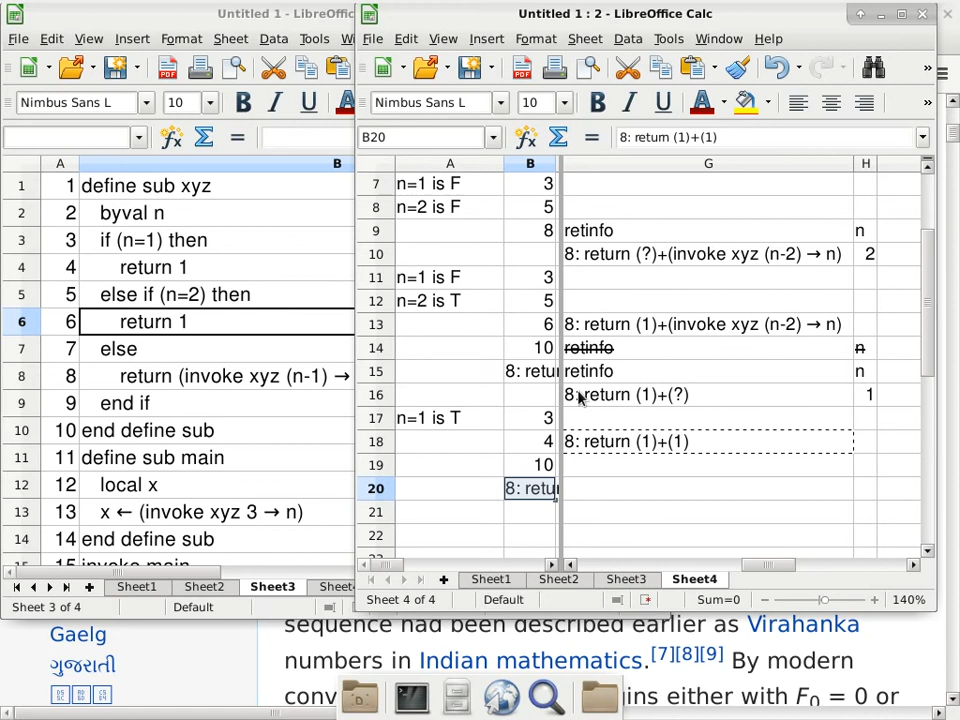 Untitled 1 - LibreOffic
Untitled 1 : 2 - LibreOffice Calc
File Edit View Insert Format Sheet Data Tools Wi
File Edit View Insert Format Sheet Data Tools Window Help
PDF
PDF
»
Nimbus Sans L 10 B I U A
Nimbus Sans L 10 B I U A »
fx Σ =
B20 fx Σ = 8: return (1)+(1)
A B
1 1 define sub xyz
2 2 byval n
3 3 if (n=1) then
4 4 return 1
5 5 else if (n=2) then
6 6 return 1
7 7 else
8 8 return (invoke xyz (n-1) →
9 9 end if
10 10 end define sub
11 11 define sub main
12 12 local x
13 13 x ← (invoke xyz 3 → n)
14 14 end define sub
15 invoke main
A B G H
7 n=1 is F 3
8 n=2 is F 5
9 8 retinfo n
10 8: return (?)+(invoke xyz (n-2) → n) 2
11 n=1 is F 3
12 n=2 is T 5
13 6 8: return (1)+(invoke xyz (n-2) → n)
14 10 retinfo n
15 8: retu retinfo n
16 8: return (1)+(?) 1
17 n=1 is T 3
18 4 8: return (1)+(1)
19 10
20 8: retu
21
22
Sheet1 Sheet2 Sheet3 Sheet4
Sheet1 Sheet2 Sheet3 Sheet4
Sheet 3 of 4 Default
Sheet 4 of 4 Default Sum=0 140%
Gaelg
ગુજરાતી
sequence had been described earlier as Virahanka
numbers in Indian mathematics.[7][8][9] By modern
conv
gins either with F0 = 0 or